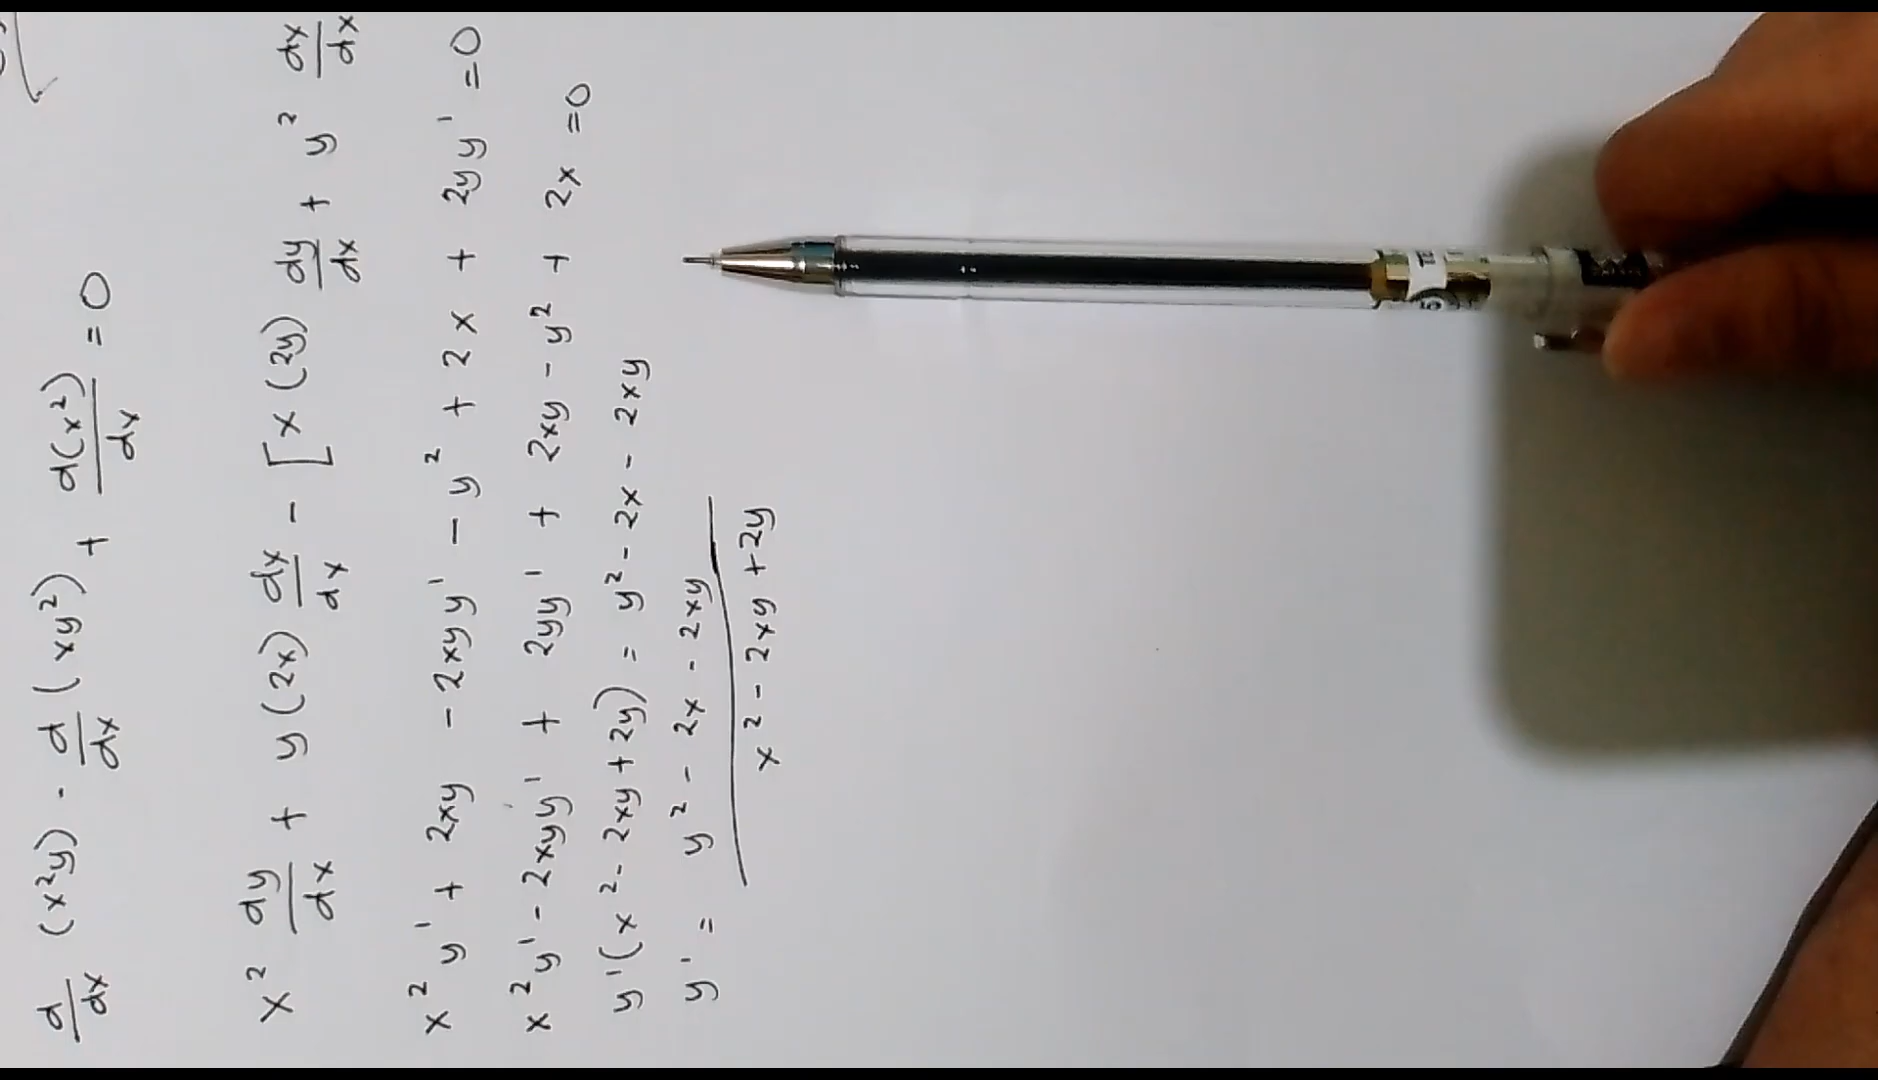 d/dx (x²y) - d/dx (xy²) + d(x²)/dx = 0
x² dy/dx + y(2x) dx/dx - [x(2y) dy/dx + y² dx/dx
x²y' + 2xy - 2xyy' - y² + 2x + 2yy' = 0
x²y' - 2xyy' + 2yy' + 2xy - y² + 2x = 0
y'(x² - 2xy + 2y) = y² - 2x - 2xy
y' = y² - 2x - 2xy / x² - 2xy + 2y